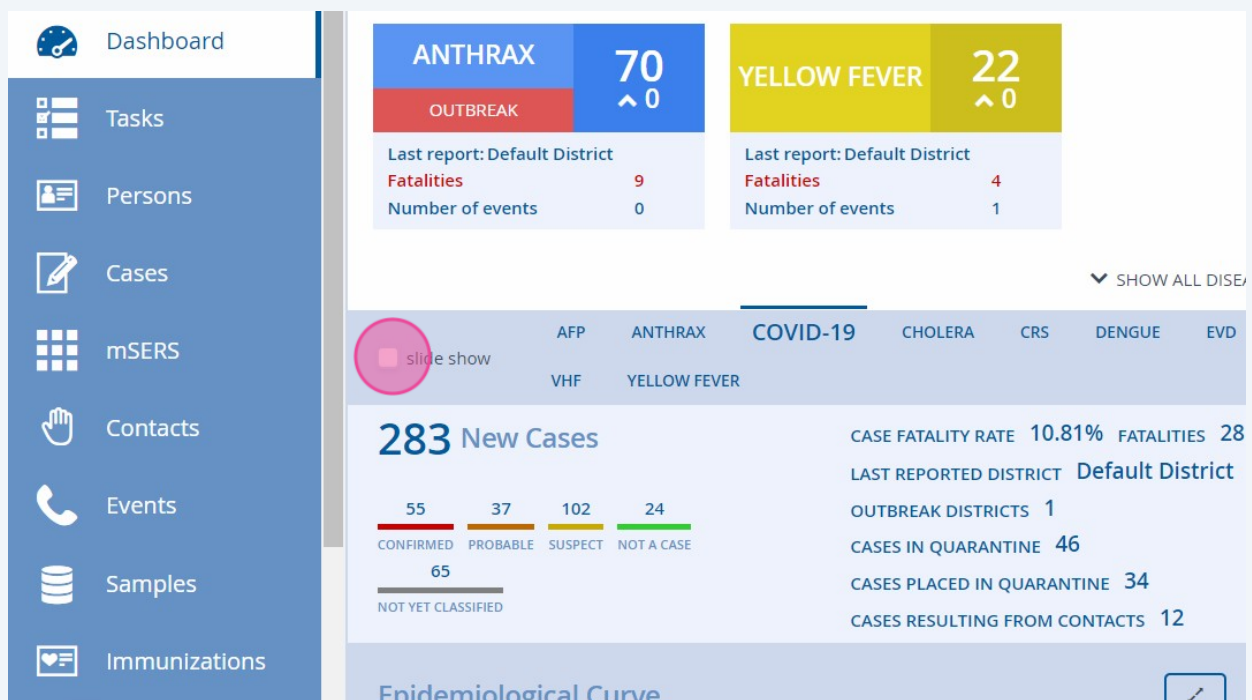 Dashboard
Tasks
Persons
Cases
mSERS
Contacts
Events
Samples
Immunizations
ANTHRAX
OUTBREAK
70
0
Last report: Default District
Fatalities 9
Number of events 0
YELLOW FEVER
22
0
Last report: Default District
Fatalities 4
Number of events 1
SHOW ALL DISEA
slide show
AFP ANTHRAX COVID-19 CHOLERA CRS DENGUE EVD
VHF YELLOW FEVER
283 New Cases
55 37 102 24
CONFIRMED PROBABLE SUSPECT NOT A CASE
65
NOT YET CLASSIFIED
CASE FATALITY RATE 10.81% FATALITIES 28
LAST REPORTED DISTRICT Default District
OUTBREAK DISTRICTS 1
CASES IN QUARANTINE 46
CASES PLACED IN QUARANTINE 34
CASES RESULTING FROM CONTACTS 12
Epidemiological Curve